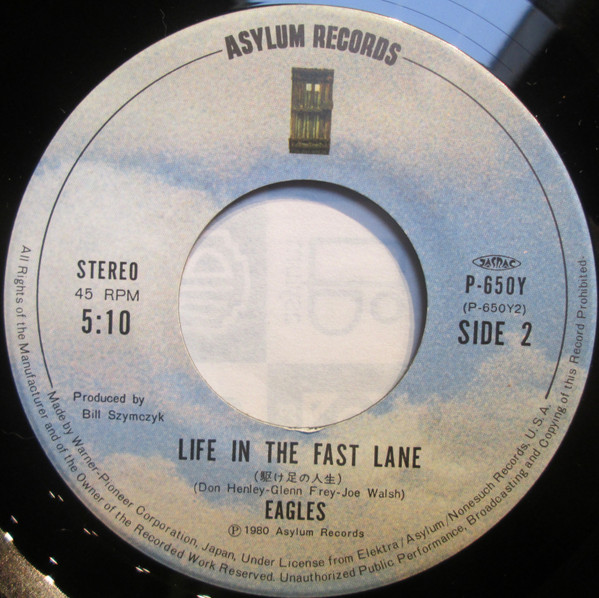 ASYLUM RECORDS
STEREO
45 RPM
5:10
JASRAC
P-650Y
(P-650Y2)
SIDE 2
Produced by
Bill Szymczyk
LIFE IN THE FAST LANE
(駆け足の人生)
(Don Henley-Glenn Frey-Joe Walsh)
EAGLES
Ⓟ 1980 Asylum Records
Made by Warner-Pioneer Corporation, Japan, Under License from Elektra/Asylum/Nonesuch Records, U.S.A.
All Rights of the Manufacturer and of the Owner of the Recorded Work Reserved. Unauthorized Public Performance, Broadcasting and Copying of this Record Prohibited.